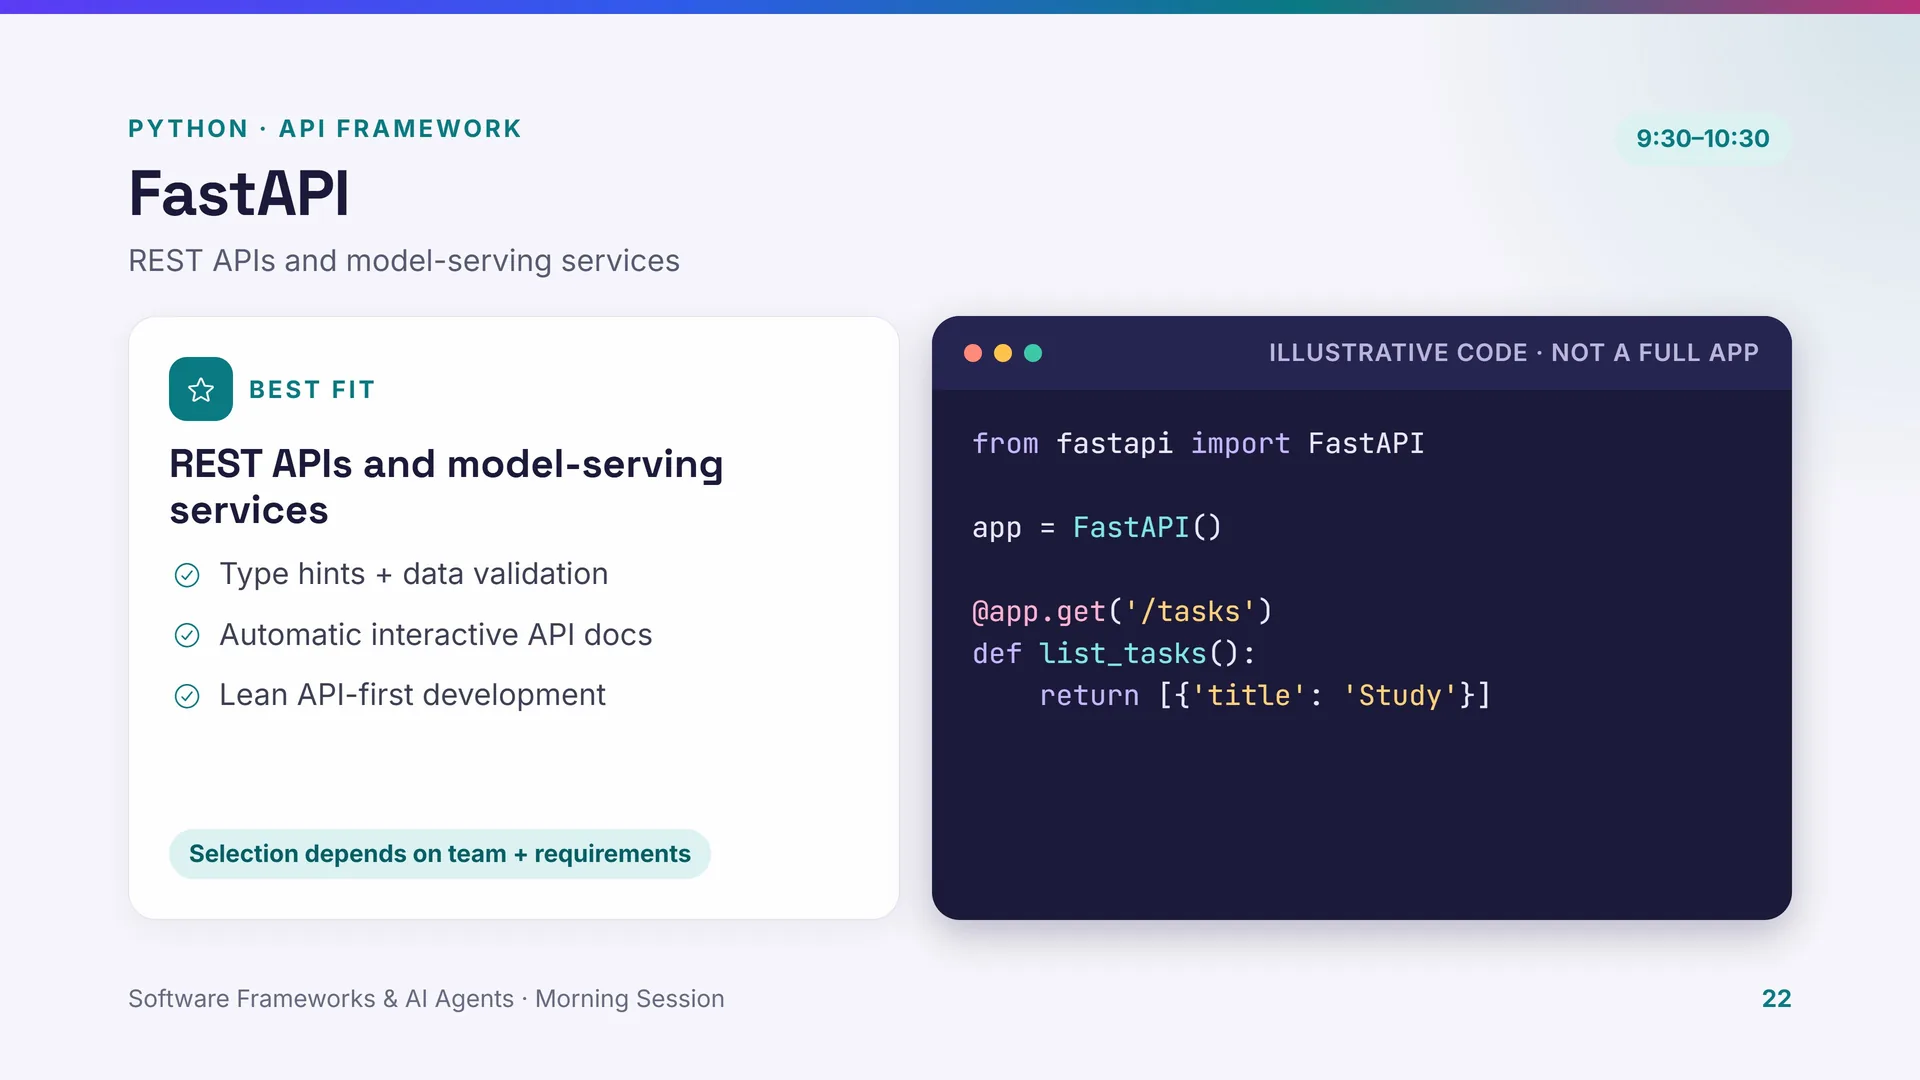 PYTHON · API FRAMEWORK
9:30–10:30
FastAPI
REST APIs and model-serving services
BEST FIT
REST APIs and model-serving
services
Type hints + data validation
Automatic interactive API docs
Lean API-first development
Selection depends on team + requirements
ILLUSTRATIVE CODE · NOT A FULL APP
from fastapi import FastAPI
app = FastAPI()
@app.get('/tasks')
def list_tasks():
    return [{'title': 'Study'}]
Software Frameworks & AI Agents · Morning Session
22